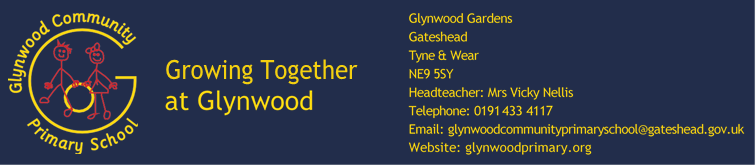 Glynwood Community
Primary School
Growing Together
at Glynwood
Glynwood Gardens
Gateshead
Tyne & Wear
NE9 5SY
Headteacher: Mrs Vicky Nellis
Telephone: 0191 433 4117
Email: glynwoodcommunityprimaryschool@gateshead.gov.uk
Website: glynwoodprimary.org